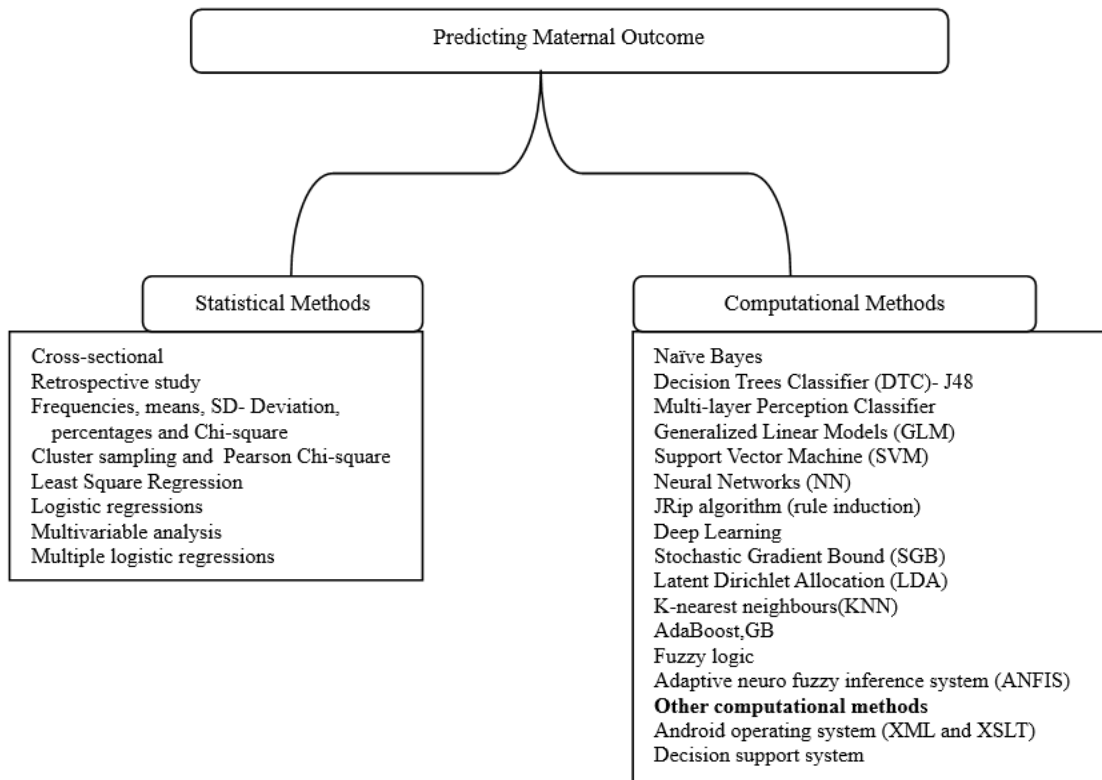 Predicting Maternal Outcome
Statistical Methods
Cross-sectional
Retrospective study
Frequencies, means, SD- Deviation,
percentages and Chi-square
Cluster sampling and Pearson Chi-square
Least Square Regression
Logistic regressions
Multivariable analysis
Multiple logistic regressions
Computational Methods
Naïve Bayes
Decision Trees Classifier (DTC)- J48
Multi-layer Perception Classifier
Generalized Linear Models (GLM)
Support Vector Machine (SVM)
Neural Networks (NN)
JRip algorithm (rule induction)
Deep Learning
Stochastic Gradient Bound (SGB)
Latent Dirichlet Allocation (LDA)
K-nearest neighbours(KNN)
AdaBoost,GB
Fuzzy logic
Adaptive neuro fuzzy inference system (ANFIS)
Other computational methods
Android operating system (XML and XSLT)
Decision support system